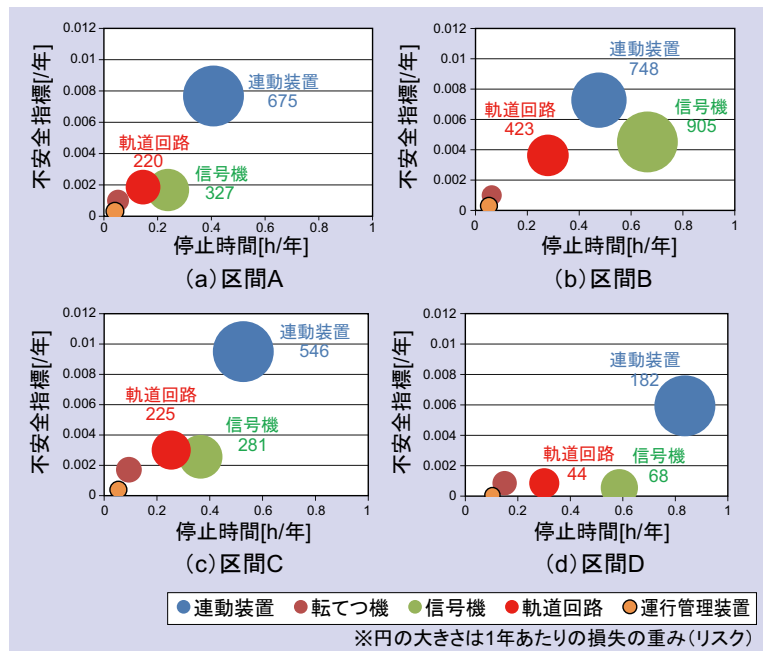 不安全指標[/年]
0.012
0.01
0.008
0.006
0.004
0.002
0
連動装置
675
軌道回路
220
信号機
327
0
0.2
0.4
0.6
0.8
1
停止時間[h/年]
(a)区間A
不安全指標[/年]
0.012
0.01
0.008
0.006
0.004
0.002
0
連動装置
748
軌道回路
423
信号機
905
0
0.2
0.4
0.6
0.8
1
停止時間[h/年]
(b)区間B
不安全指標[/年]
0.012
0.01
0.008
0.006
0.004
0.002
0
連動装置
546
軌道回路
225
信号機
281
0
0.2
0.4
0.6
0.8
1
停止時間[h/年]
(c)区間C
不安全指標[/年]
0.012
0.01
0.008
0.006
0.004
0.002
0
連動装置
182
軌道回路
44
信号機
68
0
0.2
0.4
0.6
0.8
1
停止時間[h/年]
(d)区間D
連動装置 転てつ機 信号機 軌道回路 運行管理装置
※円の大きさは1年あたりの損失の重み(リスク)